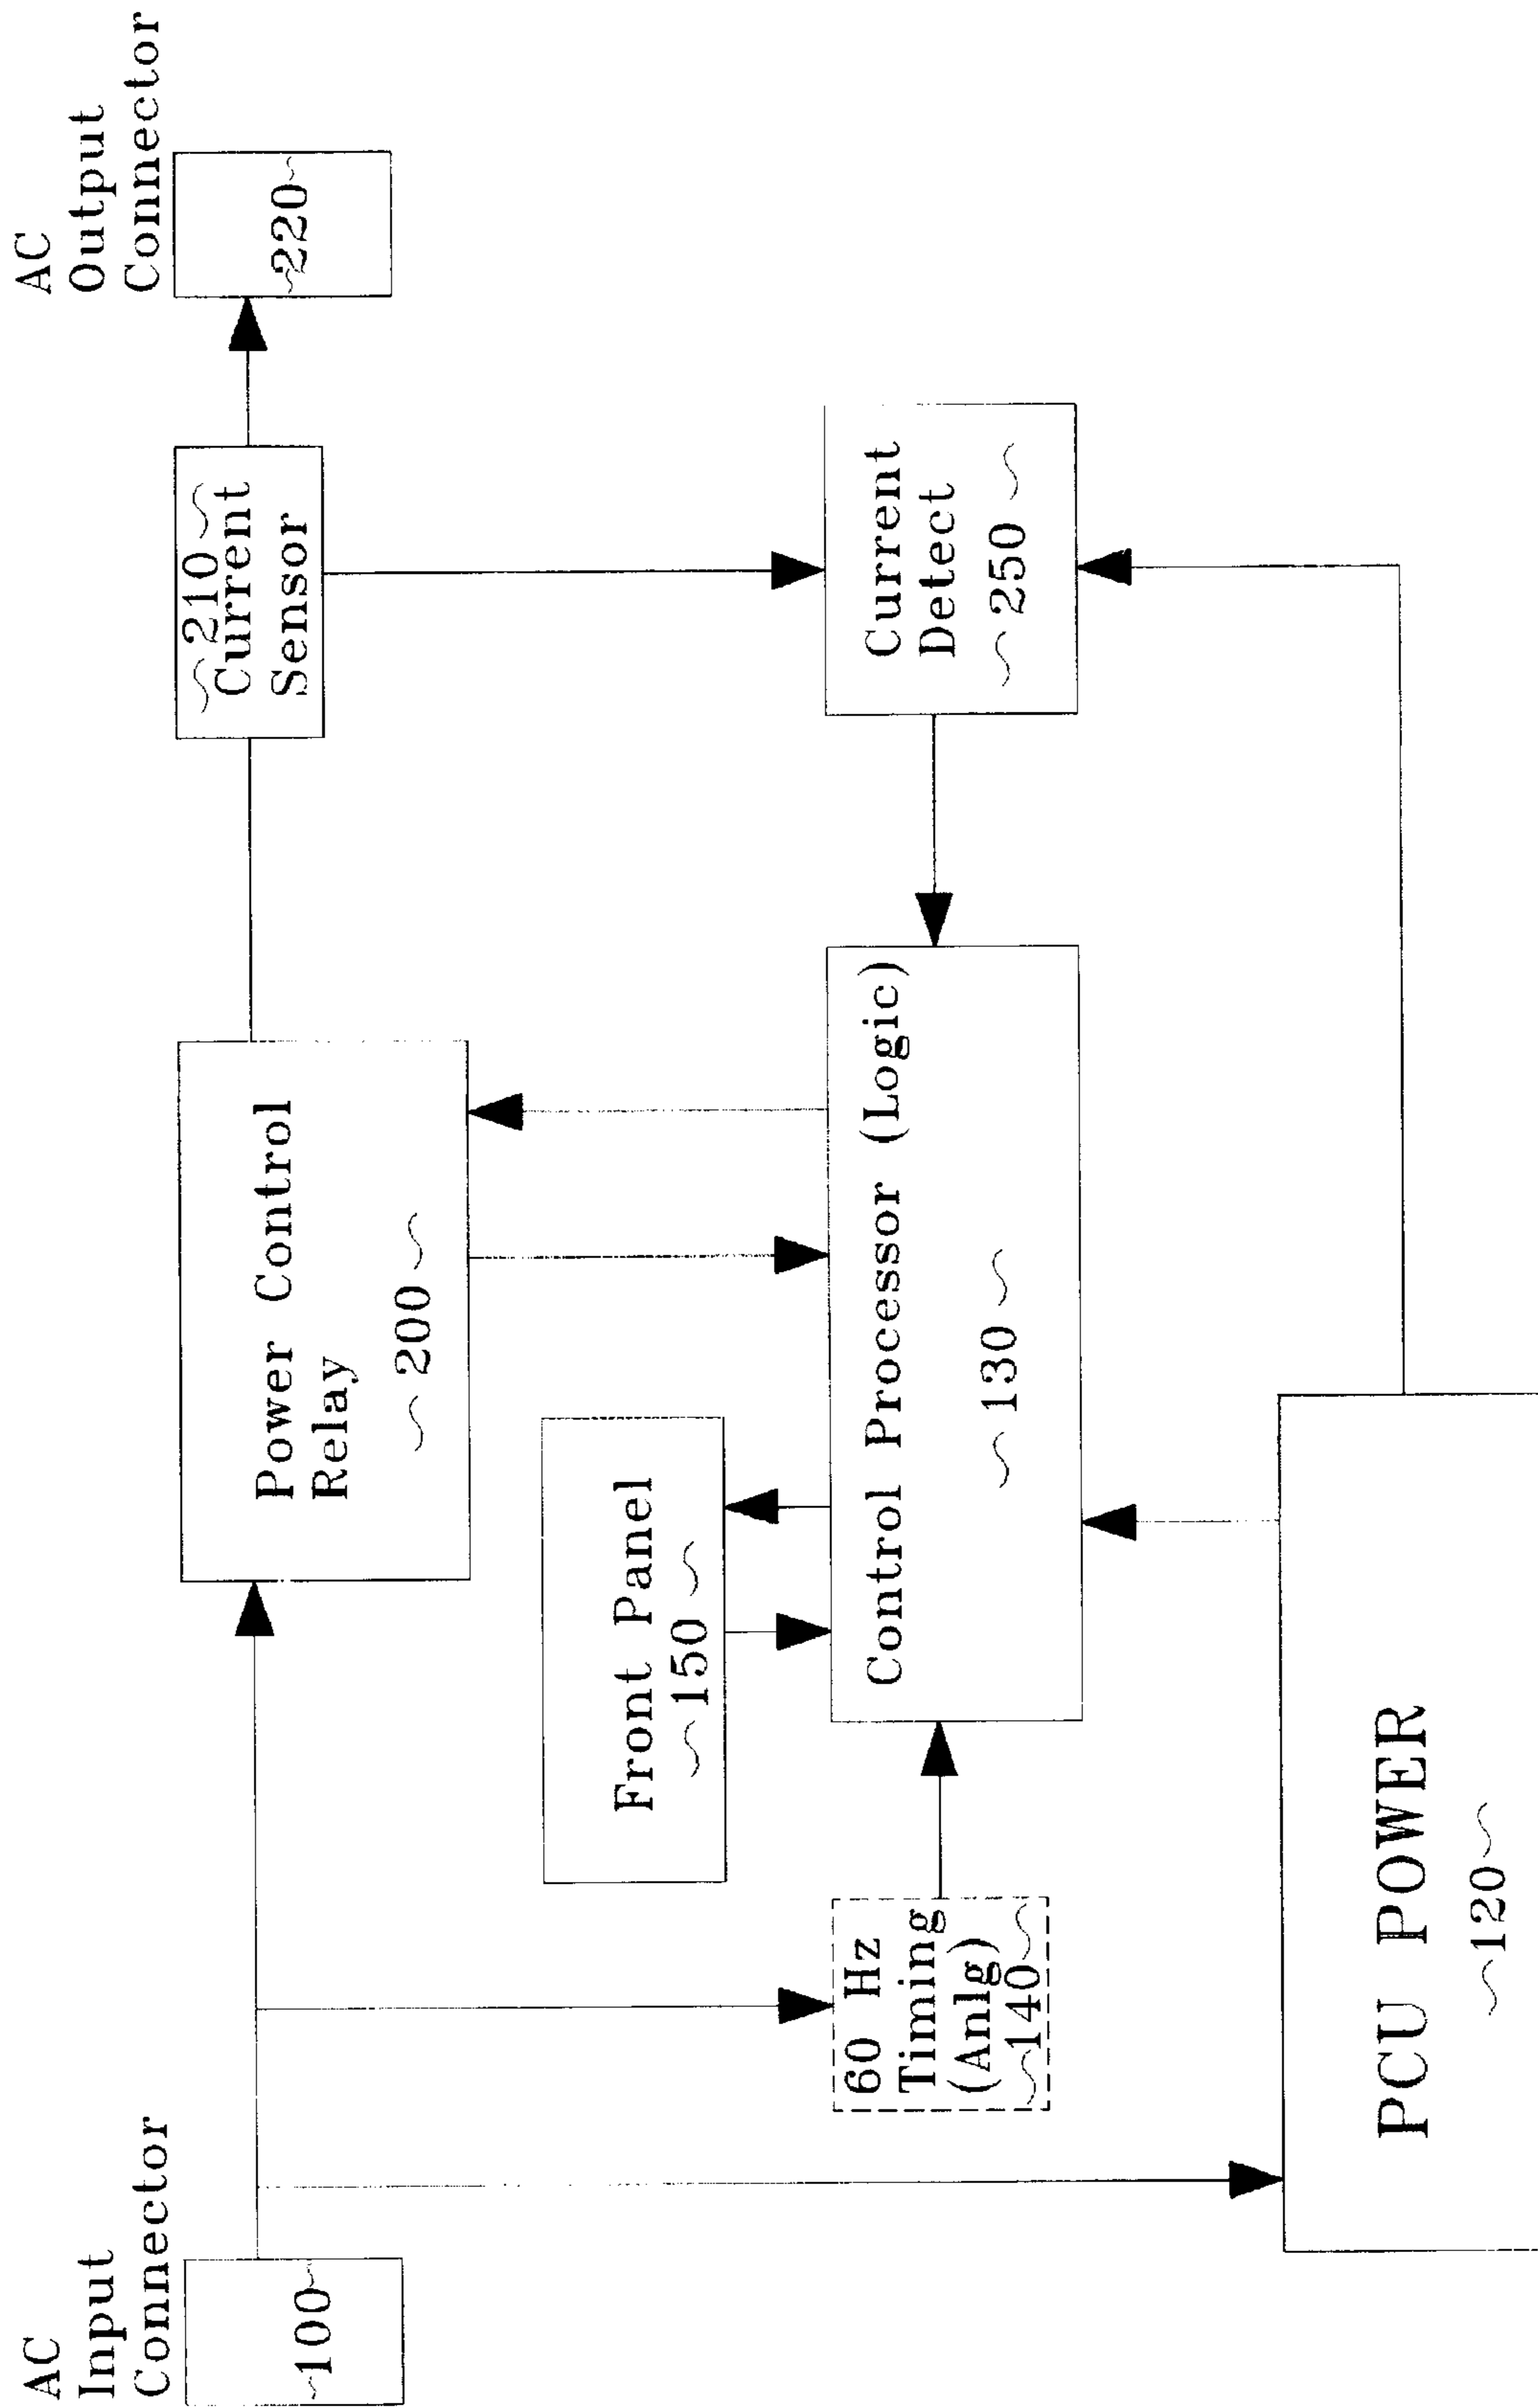 AC
Input
Connector
~100~
AC
Output
Connector
~220~
Power Control
Relay
~200~
~210~
Current
Sensor
Front Panel
~150~
60 Hz
Timing
(Anlg)
~140~
Control Processor (Logic)
~130~
Current
Detect
~250~
PCU POWER
~120~